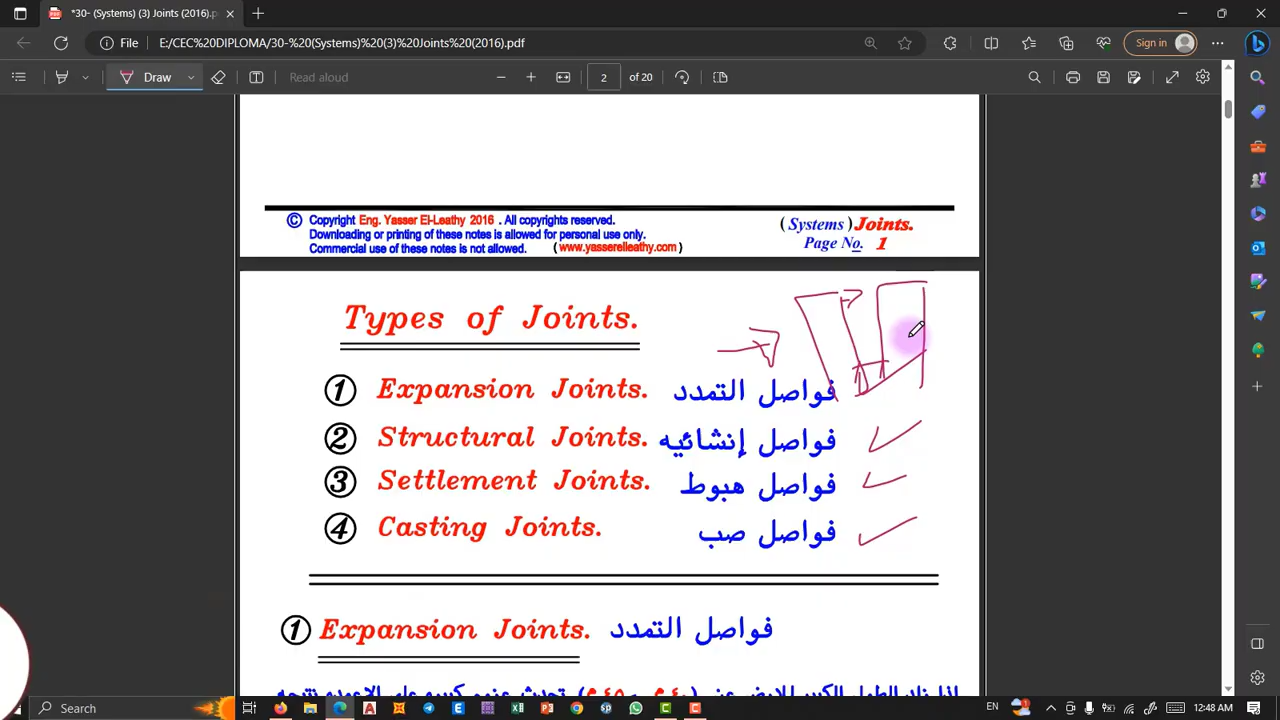 *30- (Systems) (3) Joints (2016).p
File E:/CEC%20DIPLOMA/30-%20(Systems)%20(3)%20Joints%20(2016).pdf
Sign in
Draw
Read aloud
2 of 20
© Copyright Eng. Yasser El-Leathy 2016 . All copyrights reserved.
Downloading or printing of these notes is allowed for personal use only.
Commercial use of these notes is not allowed. (www.yasserelleathy.com)
(Systems) Joints.
Page No. 1
Types of Joints.
① Expansion Joints. فواصل التمدد
② Structural Joints. فواصل إنشائيه
③ Settlement Joints. فواصل هبوط
④ Casting Joints. فواصل صب
① Expansion Joints. فواصل التمدد
Search
EN
12:48 AM